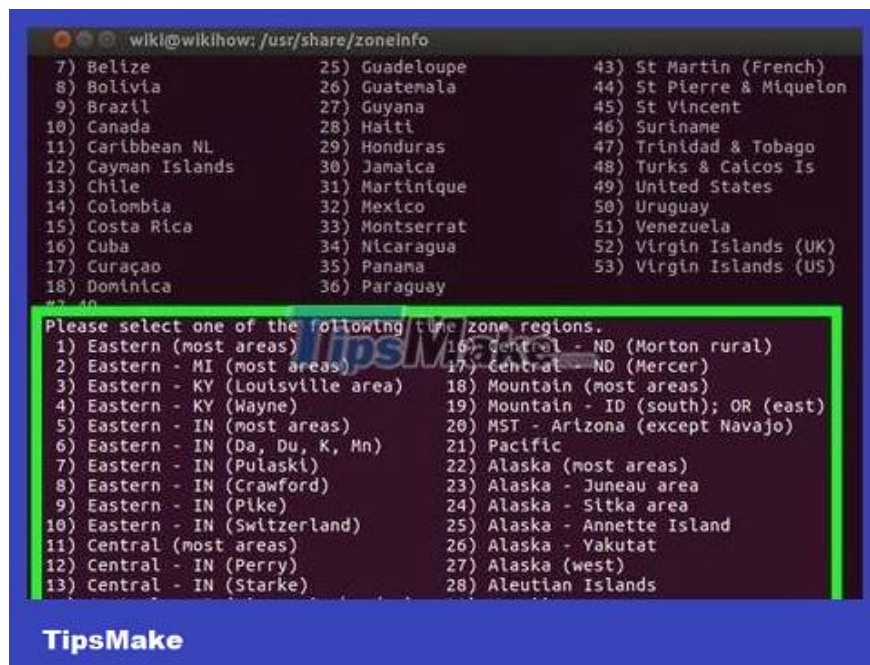 wiki@wikihow: /usr/share/zoneinfo
7) Belize 25) Guadeloupe 43) St Martin (French)
8) Bolivia 26) Guatemala 44) St Pierre & Miquelon
9) Brazil 27) Guyana 45) St Vincent
10) Canada 28) Haiti 46) Suriname
11) Caribbean NL 29) Honduras 47) Trinidad & Tobago
12) Cayman Islands 30) Jamaica 48) Turks & Caicos Is
13) Chile 31) Martinique 49) United States
14) Colombia 32) Mexico 50) Uruguay
15) Costa Rica 33) Montserrat 51) Venezuela
16) Cuba 34) Nicaragua 52) Virgin Islands (UK)
17) Curaçao 35) Panama 53) Virgin Islands (US)
18) Dominica 36) Paraguay
#? 49
Please select one of the following time zone regions.
1) Eastern (most areas) 16) Central - ND (Morton rural)
2) Eastern - MI (most areas) 17) Central - ND (Mercer)
3) Eastern - KY (Louisville area) 18) Mountain (most areas)
4) Eastern - KY (Wayne) 19) Mountain - ID (south); OR (east)
5) Eastern - IN (most areas) 20) MST - Arizona (except Navajo)
6) Eastern - IN (Da, Du, K, Mn) 21) Pacific
7) Eastern - IN (Pulaski) 22) Alaska (most areas)
8) Eastern - IN (Crawford) 23) Alaska - Juneau area
9) Eastern - IN (Pike) 24) Alaska - Sitka area
10) Eastern - IN (Switzerland) 25) Alaska - Annette Island
11) Central (most areas) 26) Alaska - Yakutat
12) Central - IN (Perry) 27) Alaska (west)
13) Central - IN (Starke) 28) Aleutian Islands
TipsMake
TipsMake